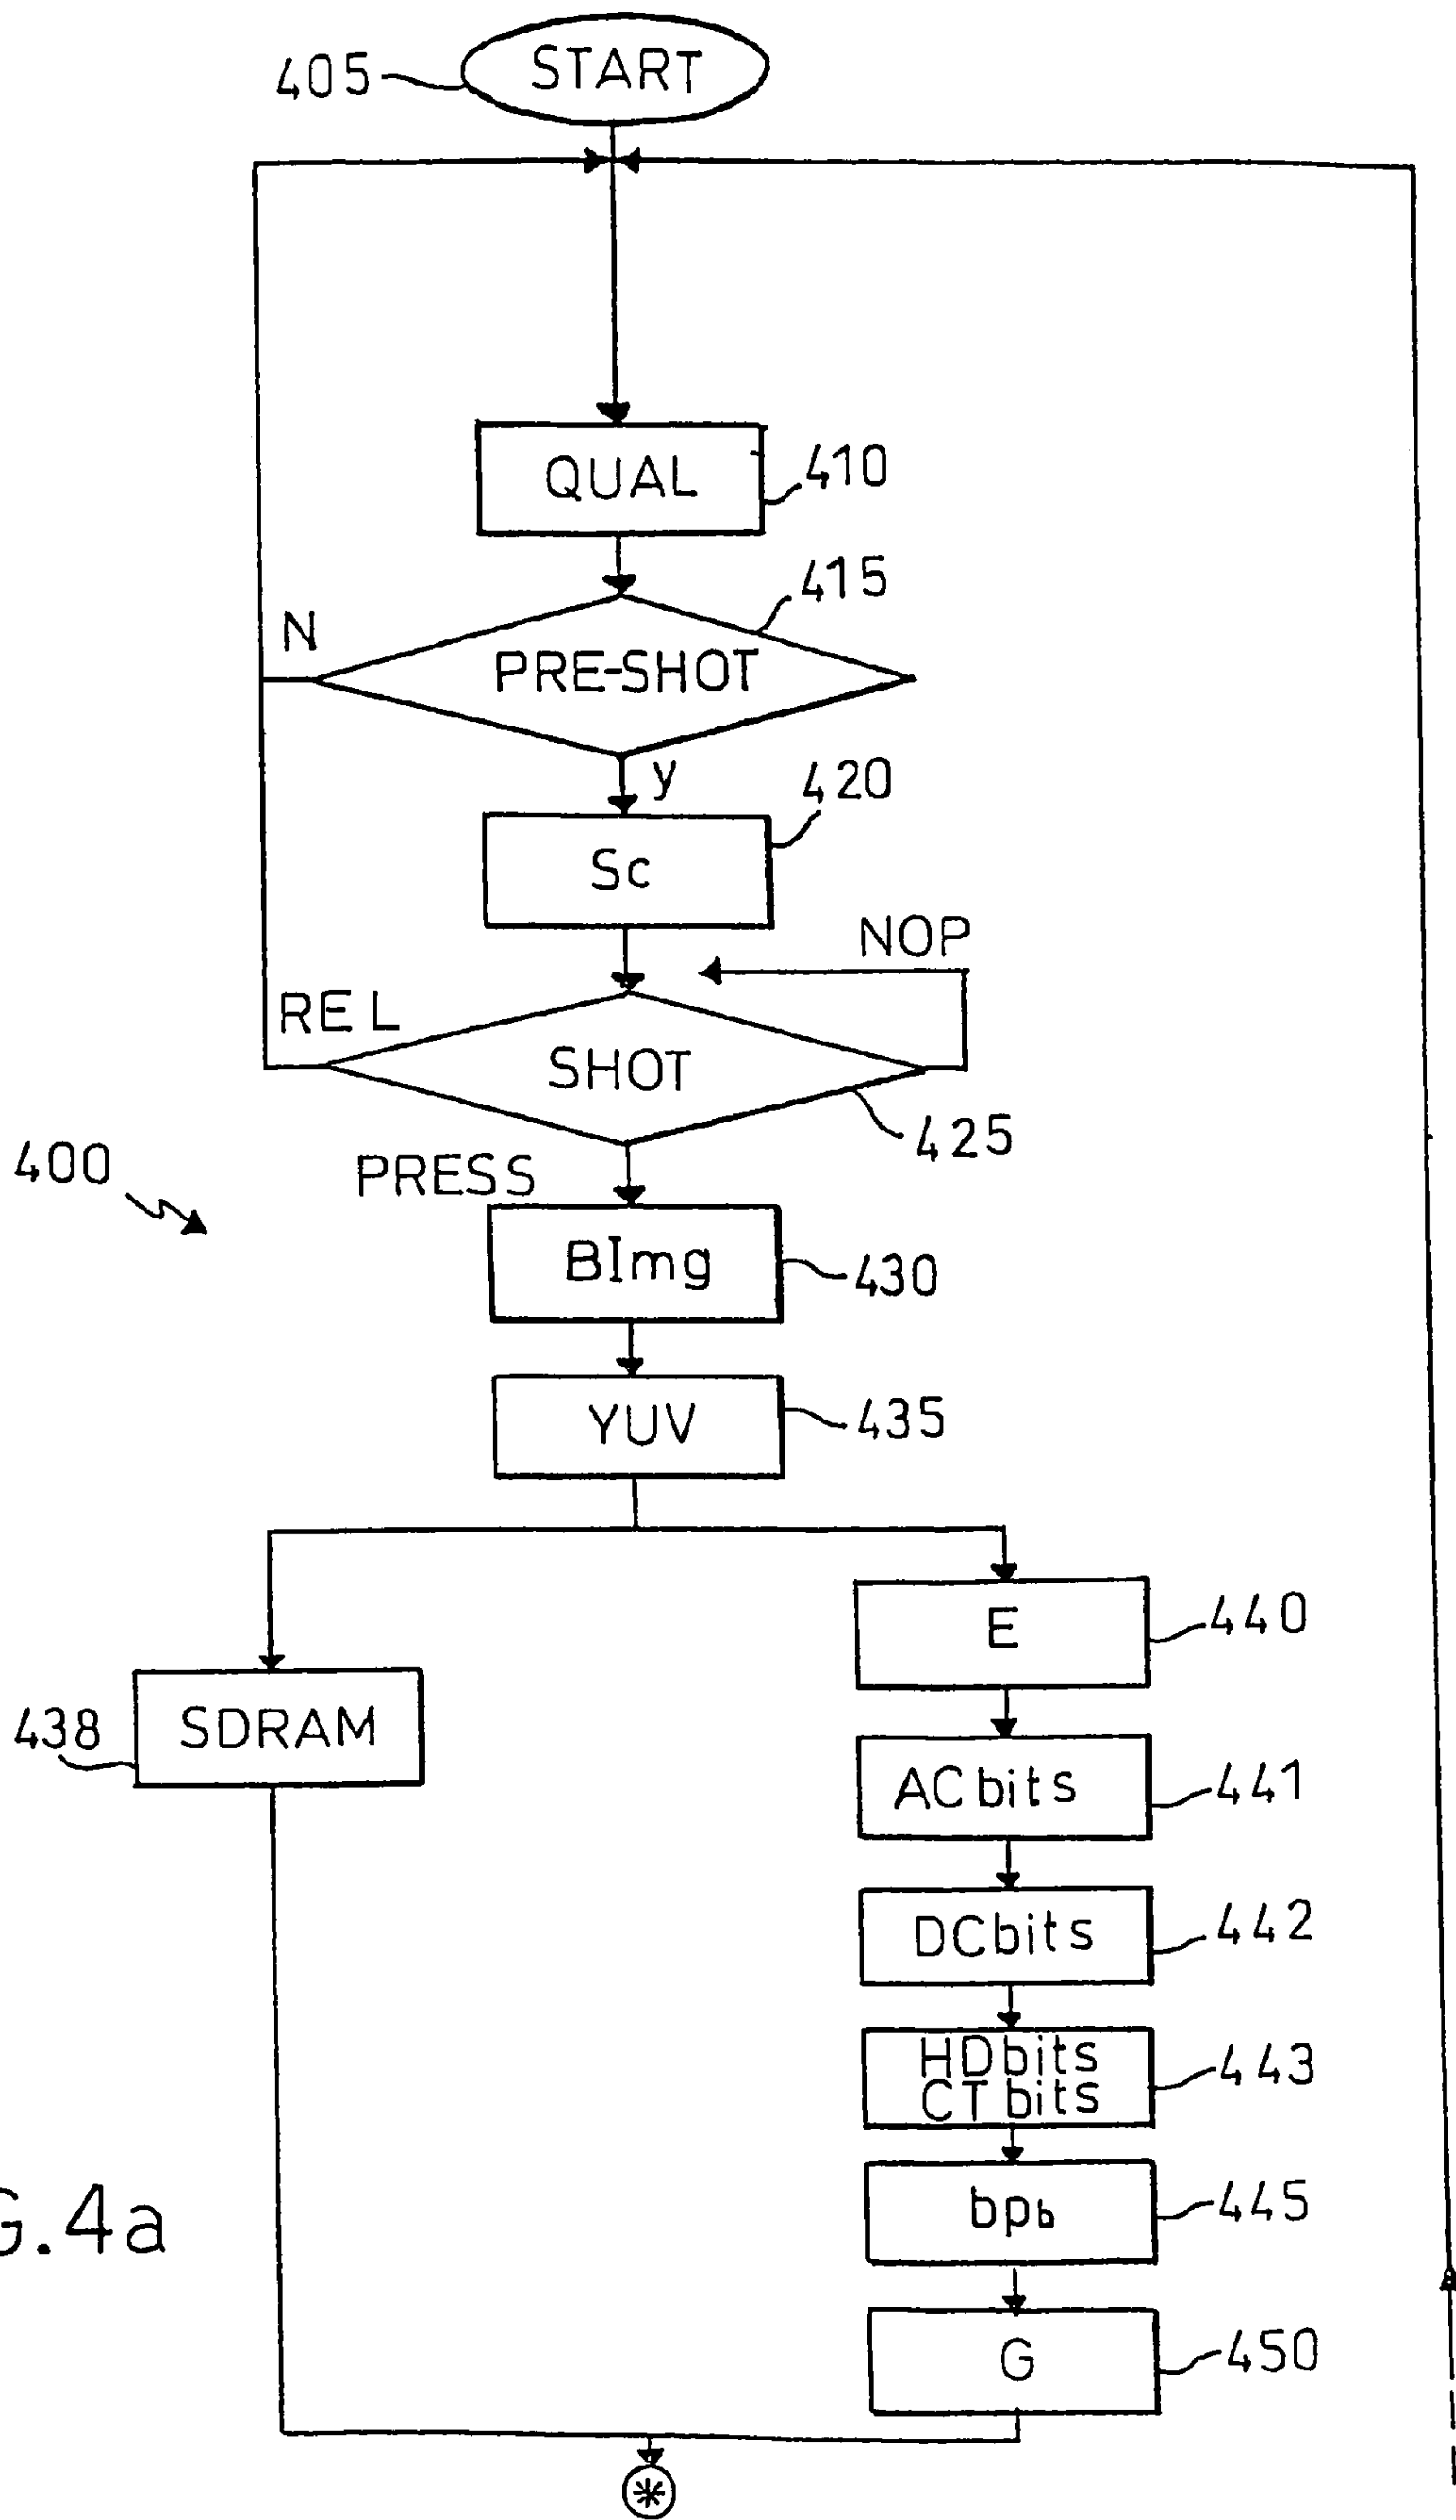 405 START
QUAL 410
415
N
PRE-SHOT
y
420
Sc
NOP
REL
SHOT
425
400
PRESS
BImg 430
YUV 435
E 440
438 SDRAM
ACbits 441
DCbits 442
HDbits
CTbits 443
bpb 445
G.4a
G 450
*